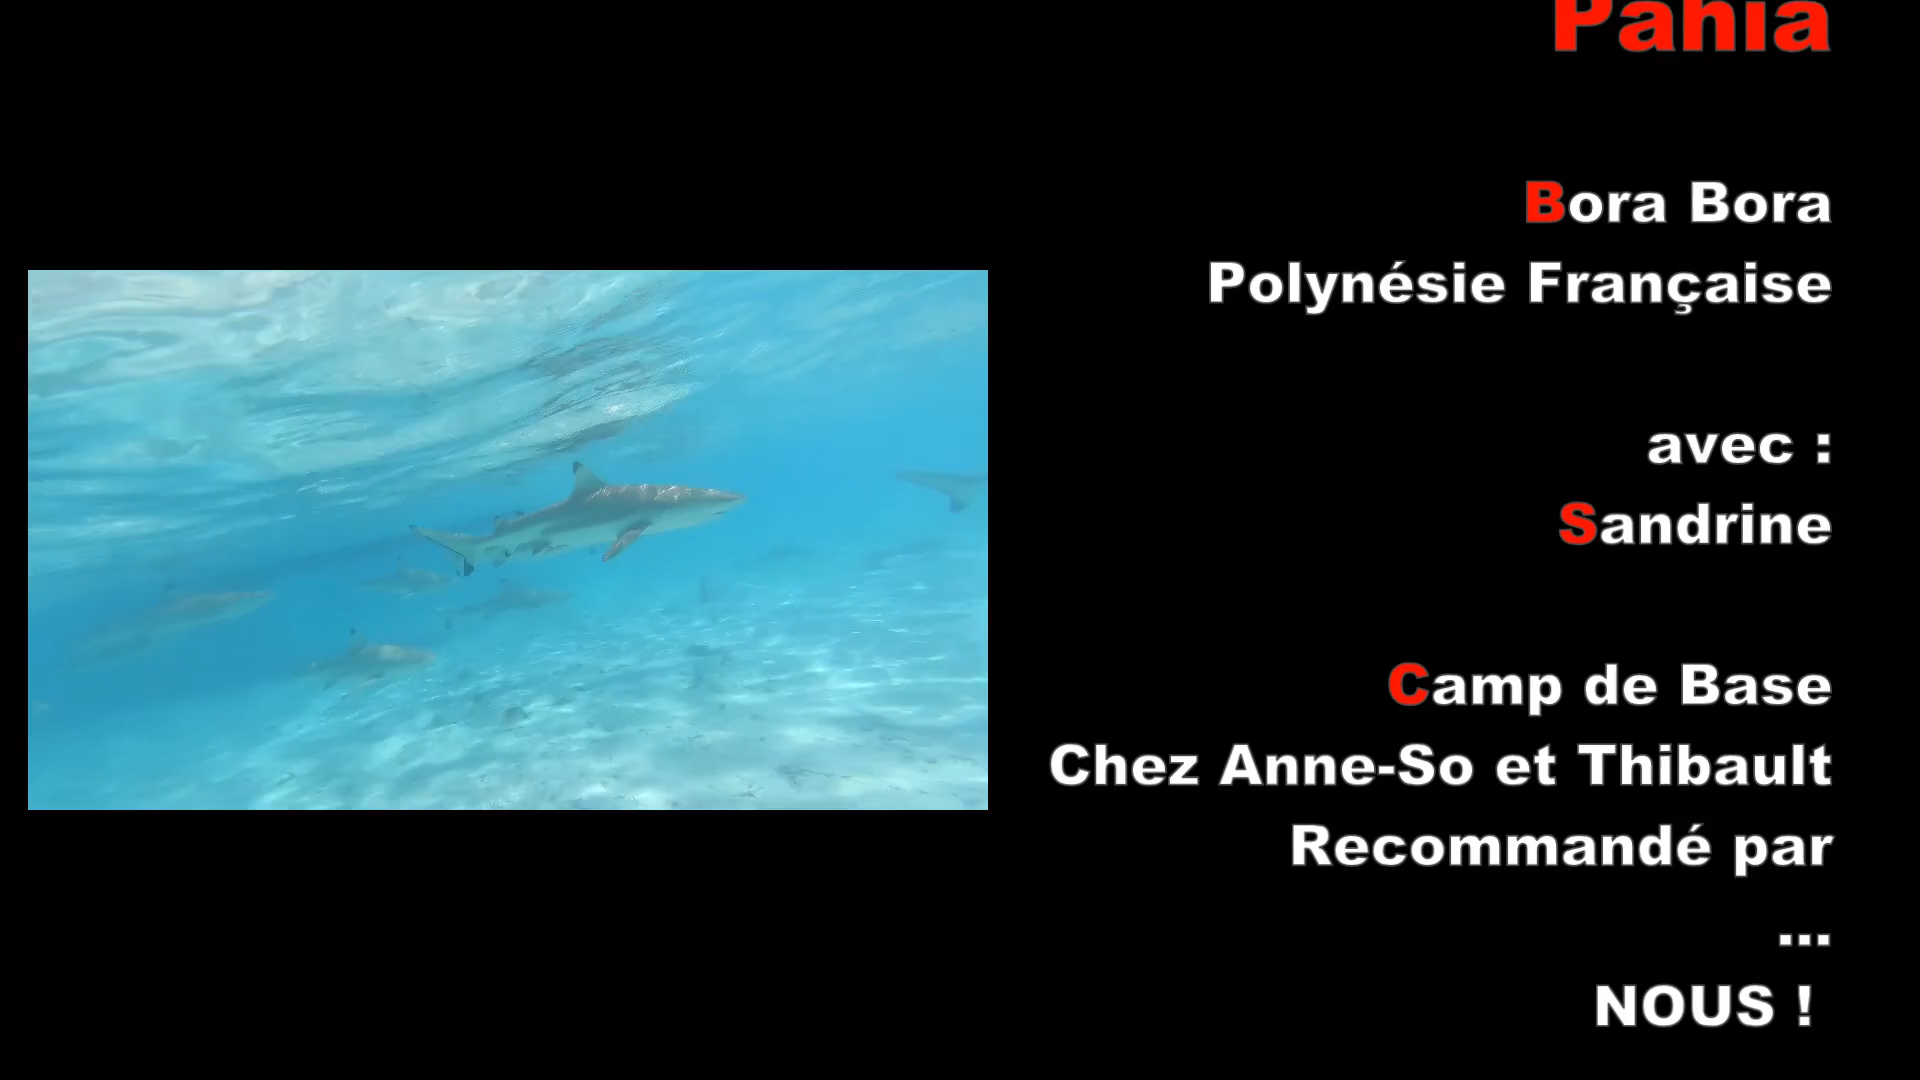 Pahia
Bora Bora
Polynésie Française
avec :
Sandrine
Camp de Base
Chez Anne-So et Thibault
Recommandé par
...
NOUS !